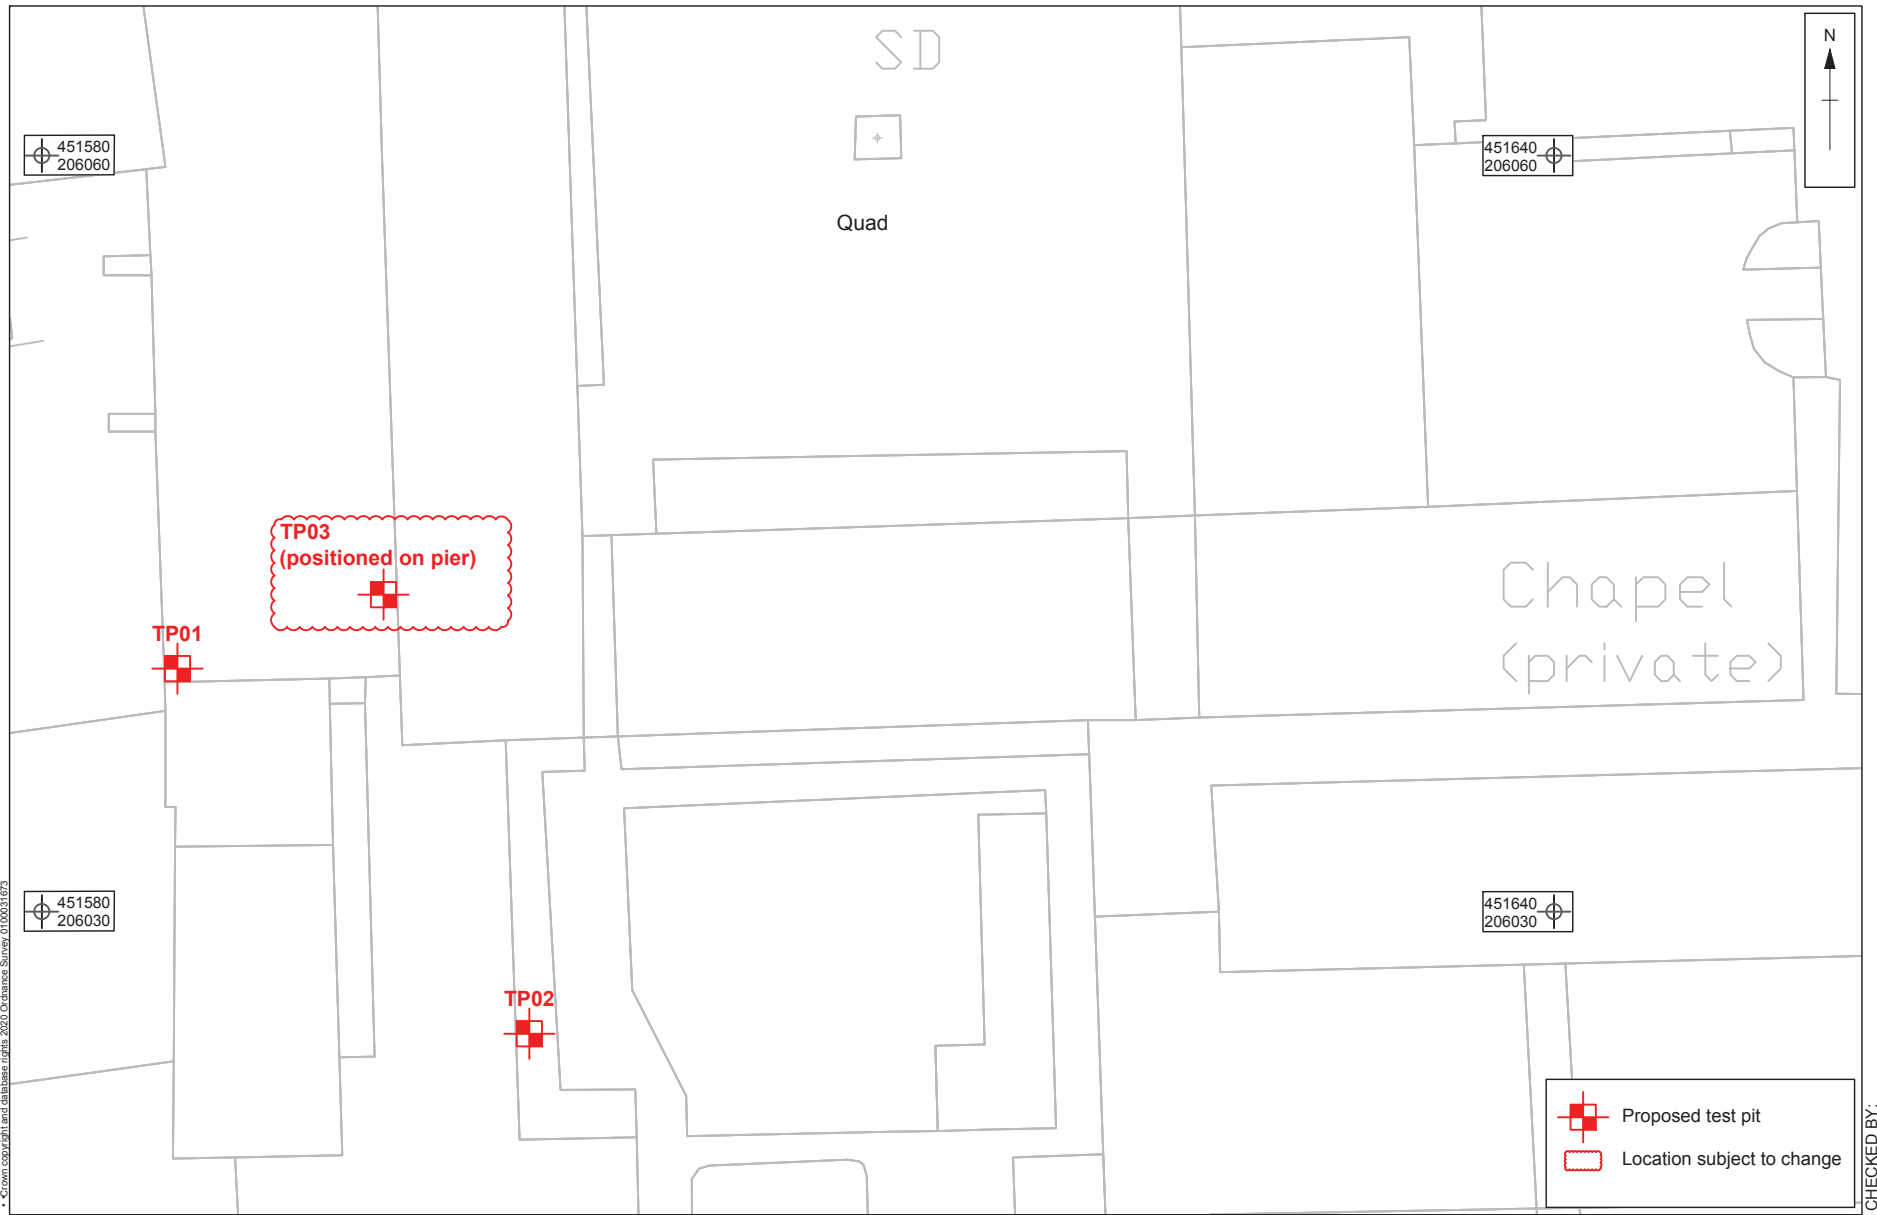 SD
N
451580
206060
451640
206060
Quad
TP03
(positioned on pier)
TP01
Chapel
(private)
451580
206030
451640
206030
TP02
Proposed test pit
Location subject to change
CHECKED BY:
Crown copyright and database rights 2020 Ordnance Survey 0100031673